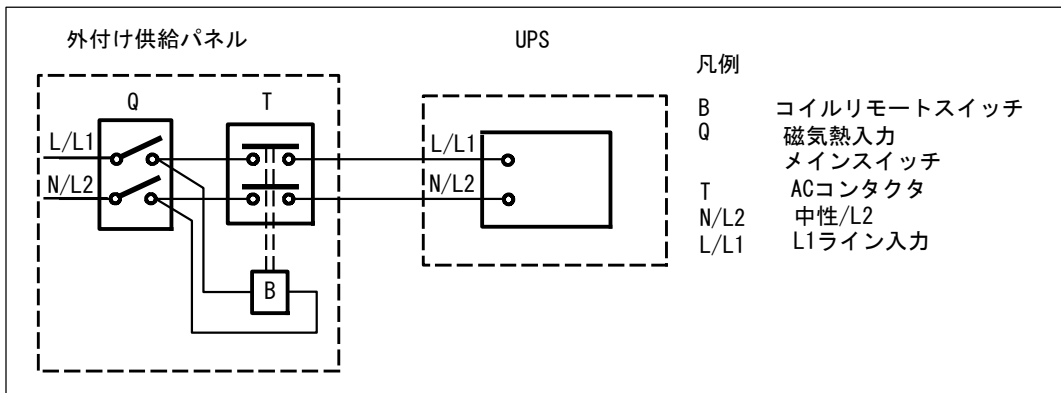 外付け供給パネル
UPS
凡例
Q
T
L/L1
N/L2
B
L/L1
N/L2
B コイルリモートスイッチ
Q 磁気熱入力
メインスイッチ
T ACコンタクタ
N/L2 中性/L2
L/L1 L1ライン入力